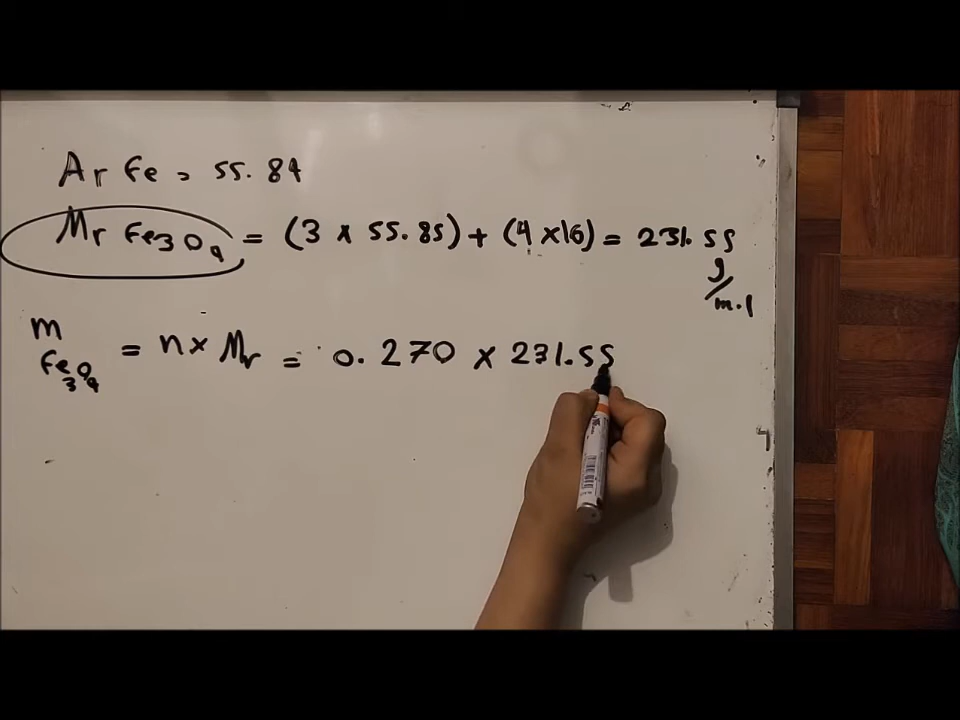 Ar Fe = 55.84
Mr Fe3O4 = (3 x 55.85) + (4 x 16) = 231.55 g/mol
m Fe3O4 = n x Mr = 0.270 x 231.55